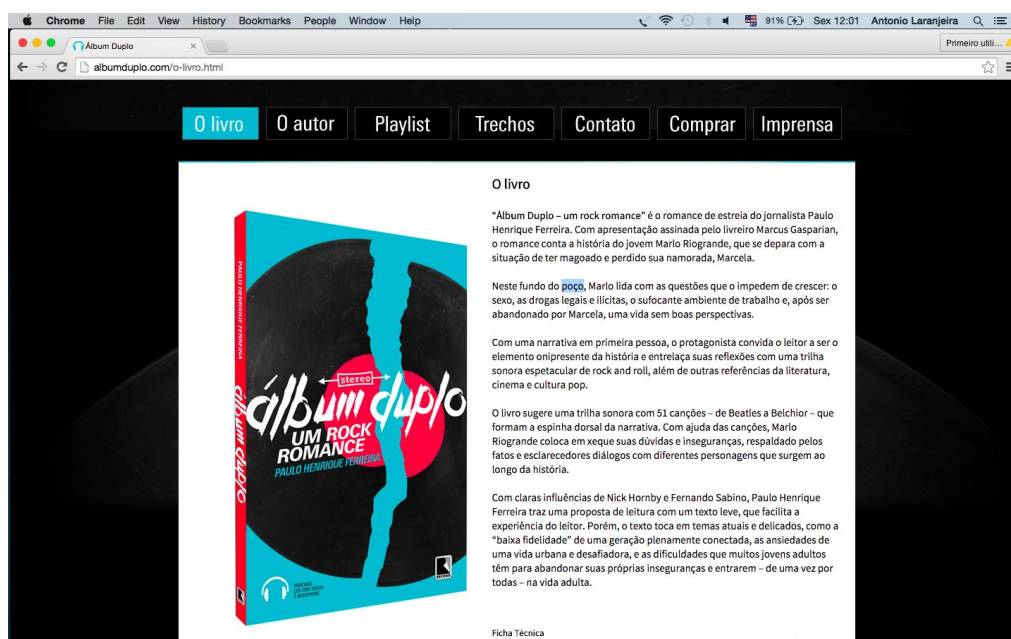 Chrome File Edit View History Bookmarks People Window Help 91% Sex 12:01 Antonio Laranjeira
Álbum Duplo
Primeiro utili...
albumduplo.com/o-livro.html
O livro O autor Playlist Trechos Contato Comprar Imprensa
PAULO HENRIQUE FERREIRA
álbum duplo
stereo
álbum duplo
UM ROCK
ROMANCE
PAULO HENRIQUE FERREIRA
INDICADO
LER COM TRILHA
E HEADPHONE
RECORD
O livro
“Álbum Duplo – um rock romance” é o romance de estreia do jornalista Paulo
Henrique Ferreira. Com apresentação assinada pelo livreiro Marcus Gasparian,
o romance conta a história do jovem Marlo Riogrande, que se depara com a
situação de ter magoado e perdido sua namorada, Marcela.
Neste fundo do poço, Marlo lida com as questões que o impedem de crescer: o
sexo, as drogas legais e ilícitas, o sufocante ambiente de trabalho e, após ser
abandonado por Marcela, uma vida sem boas perspectivas.
Com uma narrativa em primeira pessoa, o protagonista convida o leitor a ser o
elemento onipresente da história e entrelaça suas reflexões com uma trilha
sonora espetacular de rock and roll, além de outras referências da literatura,
cinema e cultura pop.
O livro sugere uma trilha sonora com 51 canções – de Beatles a Belchior – que
formam a espinha dorsal da narrativa. Com ajuda das canções, Marlo
Riogrande coloca em xeque suas dúvidas e inseguranças, respaldado pelos
fatos e esclarecedores diálogos com diferentes personagens que surgem ao
longo da história.
Com claras influências de Nick Hornby e Fernando Sabino, Paulo Henrique
Ferreira traz uma proposta de leitura com um texto leve, que facilita a
experiência do leitor. Porém, o texto toca em temas atuais e delicados, como a
“baixa fidelidade” de uma geração plenamente conectada, as ansiedades de
uma vida urbana e desafiadora, e as dificuldades que muitos jovens adultos
têm para abandonar suas próprias inseguranças e entrarem – de uma vez por
todas – na vida adulta.
Ficha Técnica